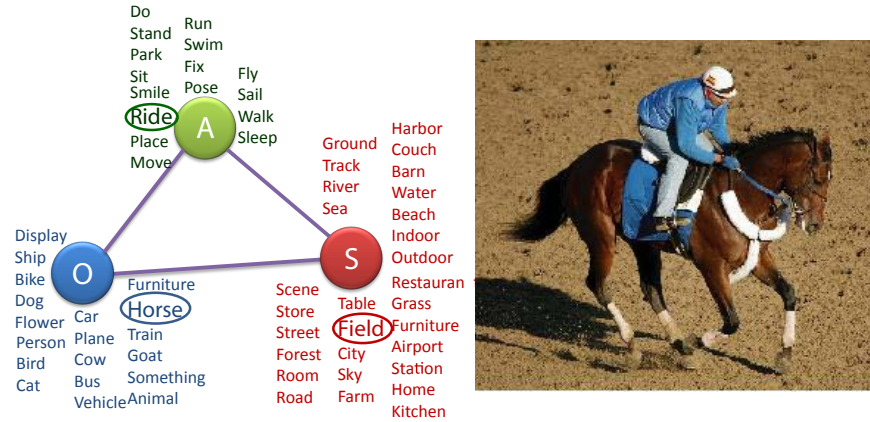 Do
Stand
Park
Sit
Smile
Ride
Place
Move
Run
Swim
Fix
Pose
Fly
Sail
Walk
Sleep
A
Ground
Track
River
Sea
Harbor
Couch
Barn
Water
Beach
Indoor
Outdoor
Restauran
Grass
Furniture
Airport
Station
Home
Kitchen
S
Scene
Store
Street
Forest
Room
Road
Table
Field
City
Sky
Farm
O
Display
Ship
Bike
Dog
Flower
Person
Bird
Cat
Car
Plane
Cow
Bus
Vehicle
Furniture
Horse
Train
Goat
Something
Animal